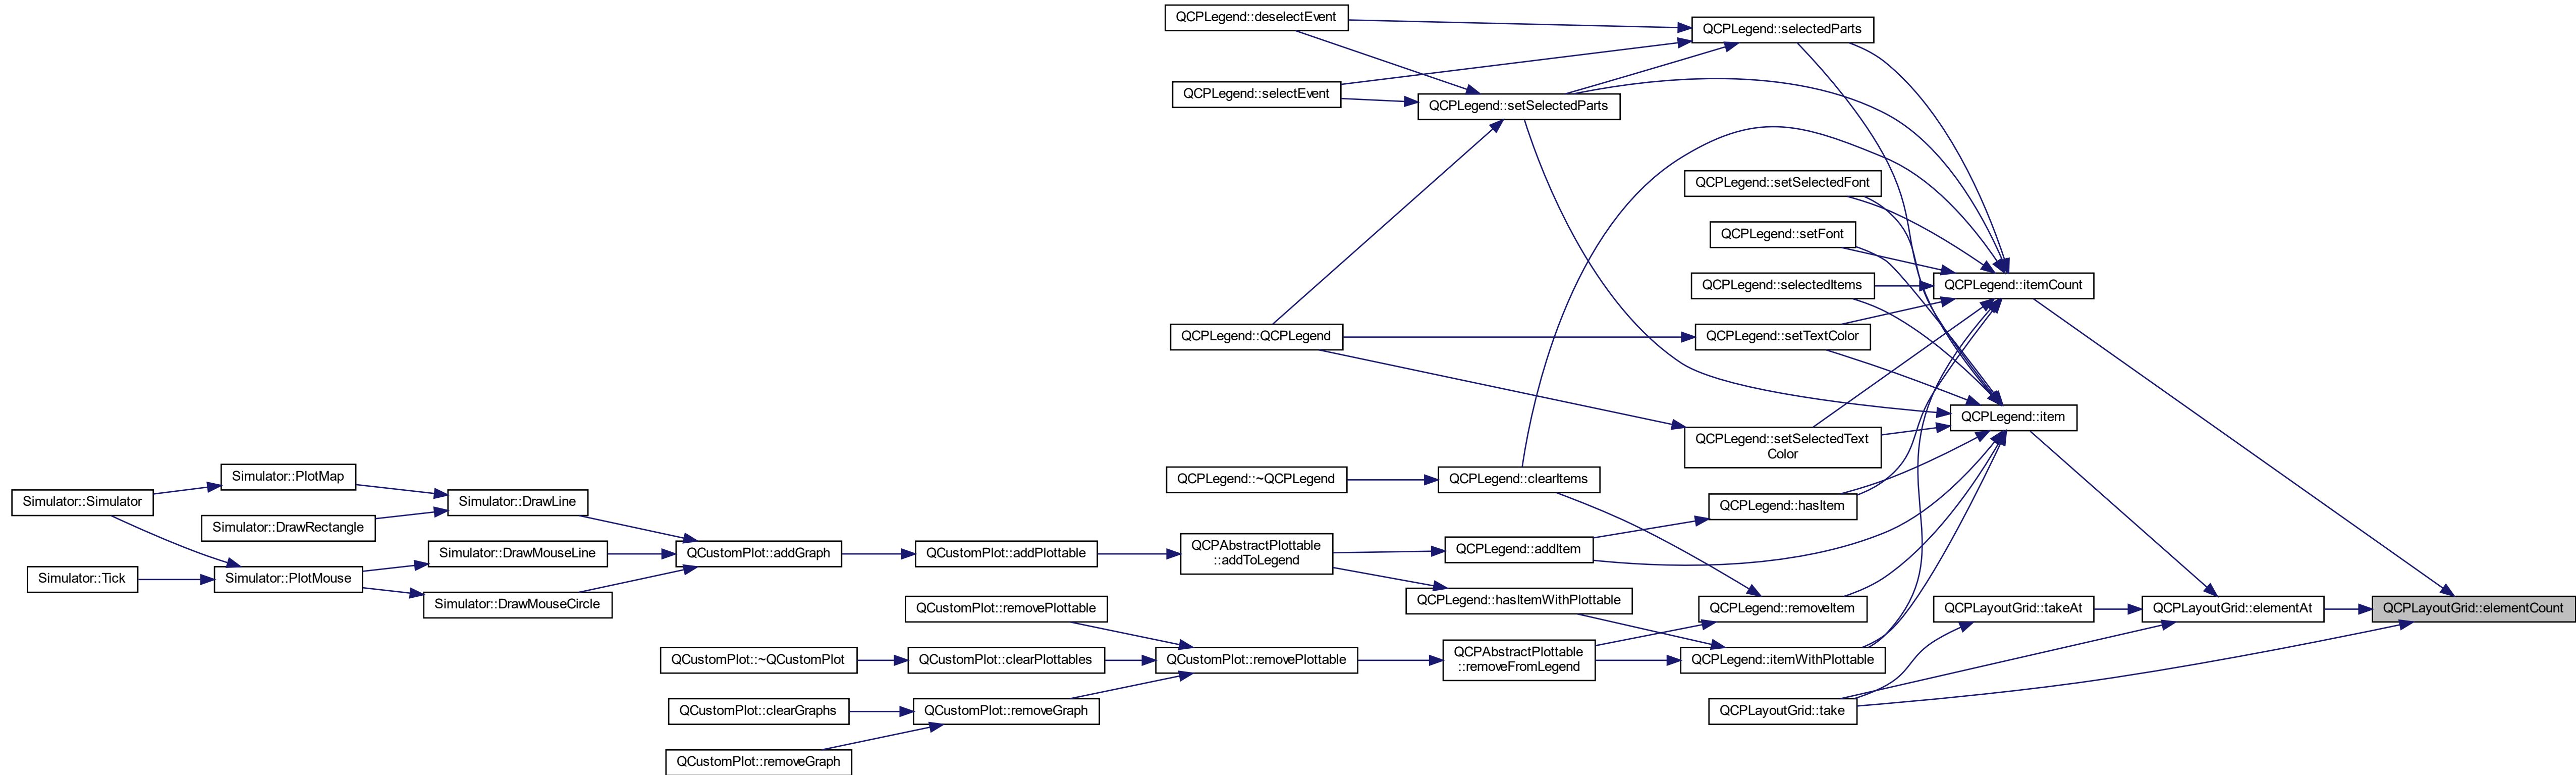 QCPLegend::deselectEvent
QCPLegend::selectedParts
QCPLegend::selectEvent
QCPLegend::setSelectedParts
QCPLegend::setSelectedFont
QCPLegend::setFont
QCPLegend::selectedItems
QCPLegend::itemCount
QCPLegend::QCPLegend
QCPLegend::setTextColor
QCPLegend::item
QCPLegend::setSelectedText
Color
Simulator::PlotMap
QCPLegend::~QCPLegend
QCPLegend::clearItems
Simulator::Simulator
Simulator::DrawLine
QCPLegend::hasItem
Simulator::DrawRectangle
Simulator::DrawMouseLine
QCustomPlot::addGraph
QCustomPlot::addPlottable
QCPAbstractPlottable
::addToLegend
QCPLegend::addItem
Simulator::Tick
Simulator::PlotMouse
Simulator::DrawMouseCircle
QCustomPlot::removePlottable
QCPLegend::hasItemWithPlottable
QCPLegend::removeItem
QCPLayoutGrid::takeAt
QCPLayoutGrid::elementAt
QCPLayoutGrid::elementCount
QCustomPlot::~QCustomPlot
QCustomPlot::clearPlottables
QCustomPlot::removePlottable
QCPAbstractPlottable
::removeFromLegend
QCPLegend::itemWithPlottable
QCustomPlot::clearGraphs
QCustomPlot::removeGraph
QCPLayoutGrid::take
QCustomPlot::removeGraph